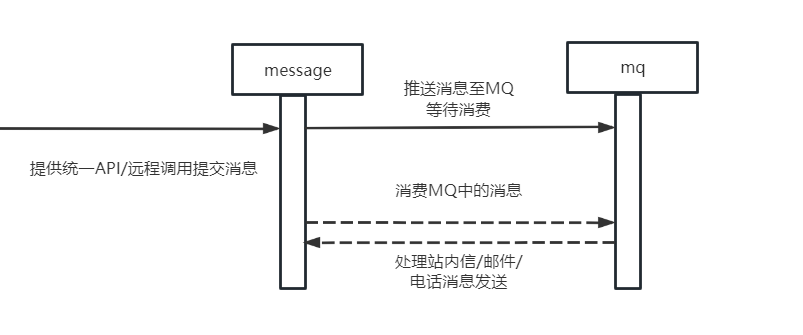 message
mq
推送消息至MQ
等待消费
提供统一API/远程调用提交消息
消费MQ中的消息
处理站内信/邮件/
电话消息发送